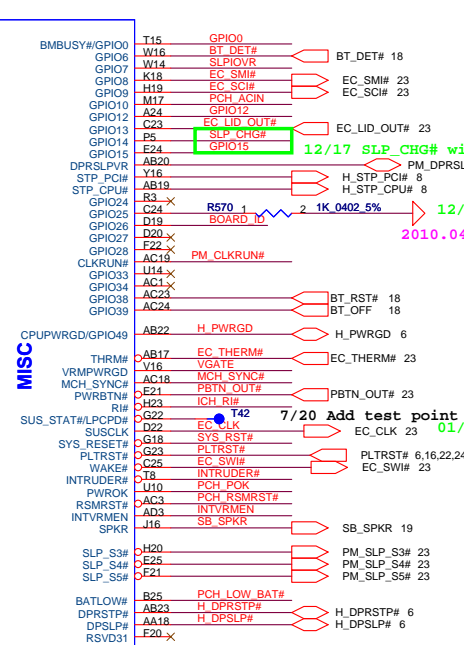 BMBUSY#/GPIO0 T15 GPIO0
GPIO6 W16 BT_DET# BT_DET# 18
GPIO7 W14 SLPIOVR
GPIO8 K18 EC_SMI# EC_SMI# 23
GPIO9 H19 EC_SCI# EC_SCI# 23
GPIO10 M17 PCH_ACIN
GPIO12 A24 GPIO12
GPIO13 C23 EC_LID_OUT# EC_LID_OUT# 23
GPIO14 P5 SLP_CHG#
GPIO15 E24 GPIO15 12/17 SLP_CHG# wi
DPRSLPVR AB20 PM_DPRSL
STP_PCI# Y16 H_STP_PCI# 8
STP_CPU# AB19 H_STP_CPU# 8
GPIO24 R3
GPIO25 C24 R570 1 2 1K_0402_5% 12/
GPIO26 D19 BOARD_ID
GPIO27 D20 2010.04
GPIO28 F22
CLKRUN# AC19 PM_CLKRUN#
GPIO33 U14
GPIO34 AC1
GPIO38 AC23 BT_RST# 18
GPIO39 AC24 BT_OFF 18
CPUPWRGD/GPIO49 AB22 H_PWRGD H_PWRGD 6
MISC
THRM# AB17 EC_THERM# EC_THERM# 23
VRMPWRGD V16 VGATE
MCH_SYNC# AC18 MCH_SYNC#
PWRBTN# E21 PBTN_OUT# PBTN_OUT# 23
RI# H23 ICH_RI#
SUS_STAT#/LPCPD# G22 T42 7/20 Add test point
SUSCLK D22 EC_CLK EC_CLK 23 01/
SYS_RESET# G18 SYS_RST#
PLTRST# G23 PLTRST# PLTRST# 6,16,22,24
WAKE# C25 EC_SWI# EC_SWI# 23
INTRUDER# T8 INTRUDER#
PWROK U10 PCH_POK
RSMRST# AC3 PCH_RSMRST#
INTVRMEN AD3 INTVRMEN
SPKR J16 SB_SPKR SB_SPKR 19
SLP_S3# H20 PM_SLP_S3# 23
SLP_S4# E25 PM_SLP_S4# 23
SLP_S5# F21 PM_SLP_S5# 23
BATLOW# B25 PCH_LOW_BAT#
DPRSTP# AB23 H_DPRSTP# H_DPRSTP# 6
DPSLP# AA18 H_DPSLP# H_DPSLP# 6
RSVD31 F20